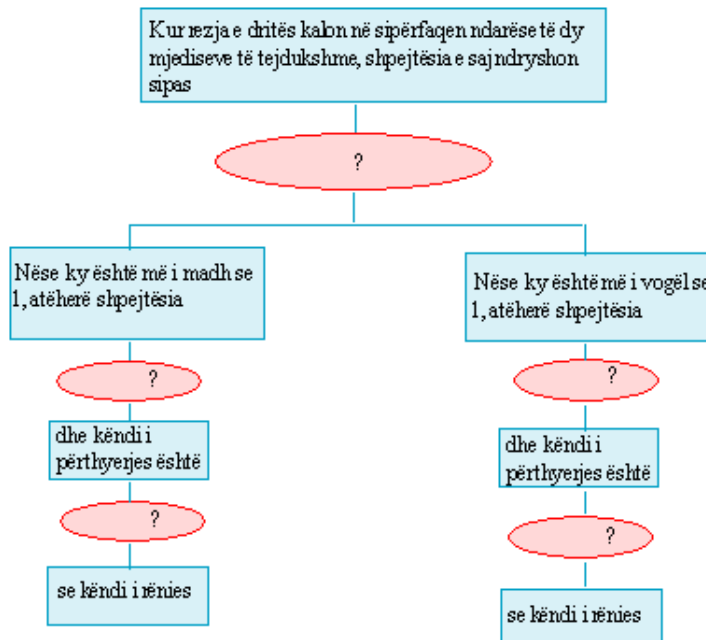 Kur rezja e dritës kalon në sipërfaqen ndarëse të dy
mjediseve të tejdukshme, shpejtësia e saj ndryshon
sipas
?
Nëse ky është më i madh se
1, atëherë shpejtësia
?
dhe këndi i
përthyerjes është
?
se këndi i rënies
Nëse ky është më i vogël se
1, atëherë shpejtësia
?
dhe këndi i
përthyerjes është
?
se këndi i rënies